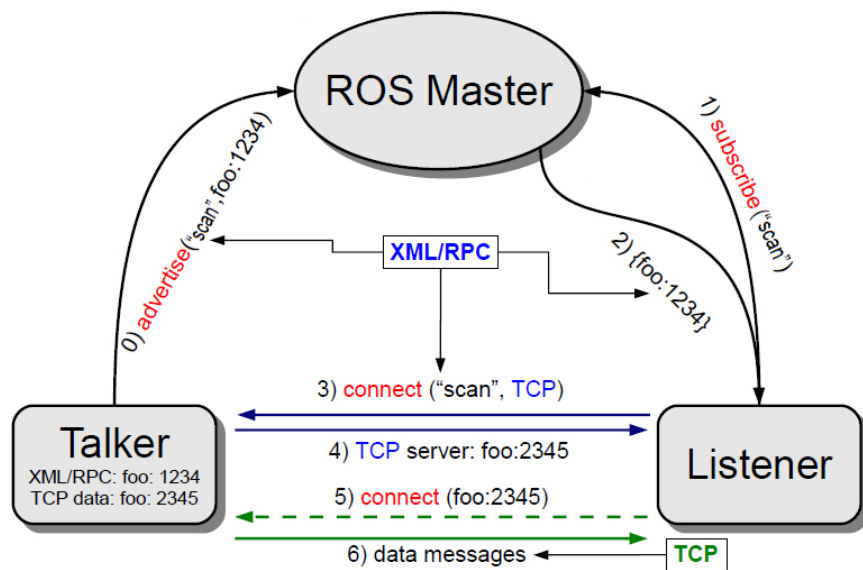 ROS Master
0) advertise(“scan”,foo:1234)
1) subscribe(“scan”)
XML/RPC
2) {foo:1234}
3) connect (“scan”, TCP)
Talker
XML/RPC: foo: 1234
TCP data: foo: 2345
4) TCP server: foo:2345
Listener
5) connect (foo:2345)
6) data messages
TCP